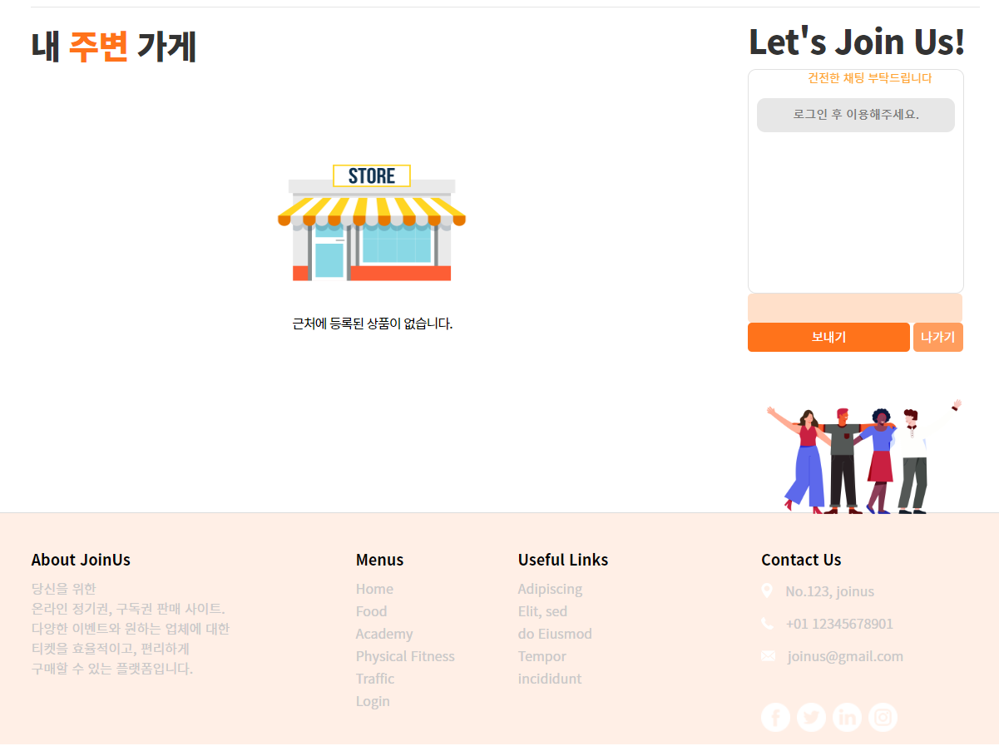 내 주변 가게
STORE
근처에 등록된 상품이 없습니다.
Let's Join Us!
건전한 채팅 부탁드립니다
로그인 후 이용해주세요.
보내기
나가기
About JoinUs
당신을 위한
온라인 정기권, 구독권 판매 사이트.
다양한 이벤트와 원하는 업체에 대한
티켓을 효율적이고, 편리하게
구매할 수 있는 플랫폼입니다.
Menus
Home
Food
Academy
Physical Fitness
Traffic
Login
Useful Links
Adipiscing
Elit, sed
do Eiusmod
Tempor
incididunt
Contact Us
No.123, joinus
+01 12345678901
joinus@gmail.com